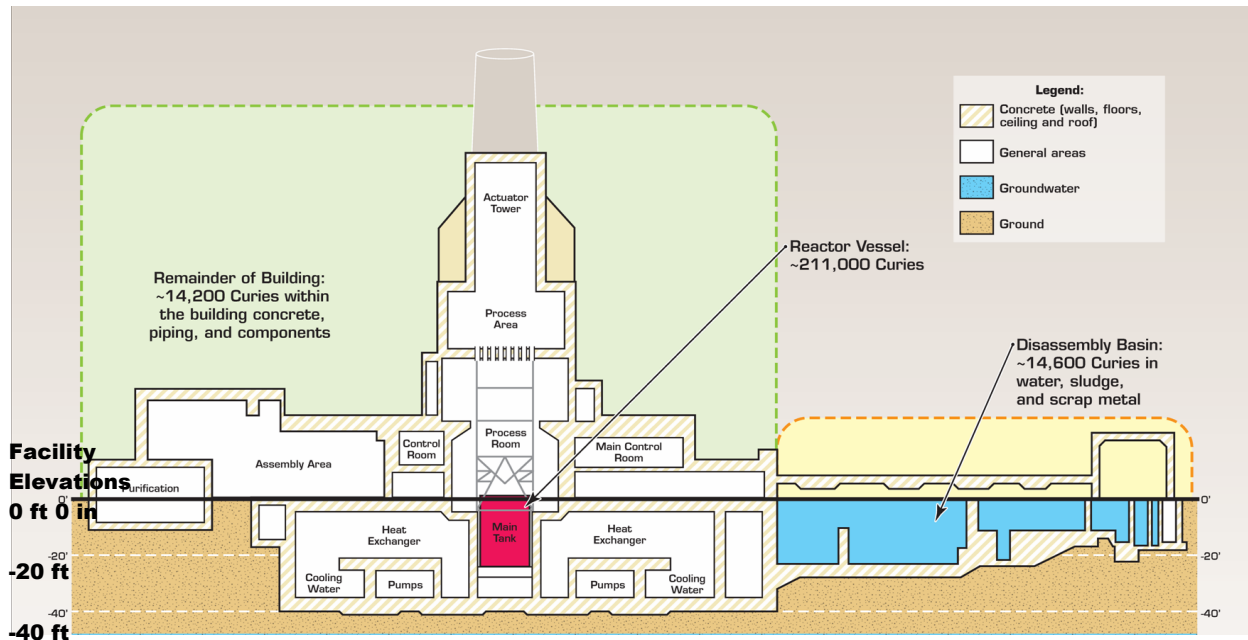 Legend:
Concrete (walls, floors,
ceiling and roof)
General areas
Groundwater
Ground
Actuator
Tower
Reactor Vessel:
~211,000 Curies
Remainder of Building:
~14,200 Curies within
the building concrete,
piping, and components
Process
Area
Disassembly Basin:
~14,600 Curies in
water, sludge,
and scrap metal
Process
Room
Control
Room
Main Control
Room
Assembly Area
Facility
Elevations
0 ft 0 in
-20 ft
-40 ft
Purification
0'
0'
Heat
Exchanger
Main
Tank
Heat
Exchanger
-20'
-20'
Cooling
Water
Pumps
Pumps
Cooling
Water
-40'
-40'